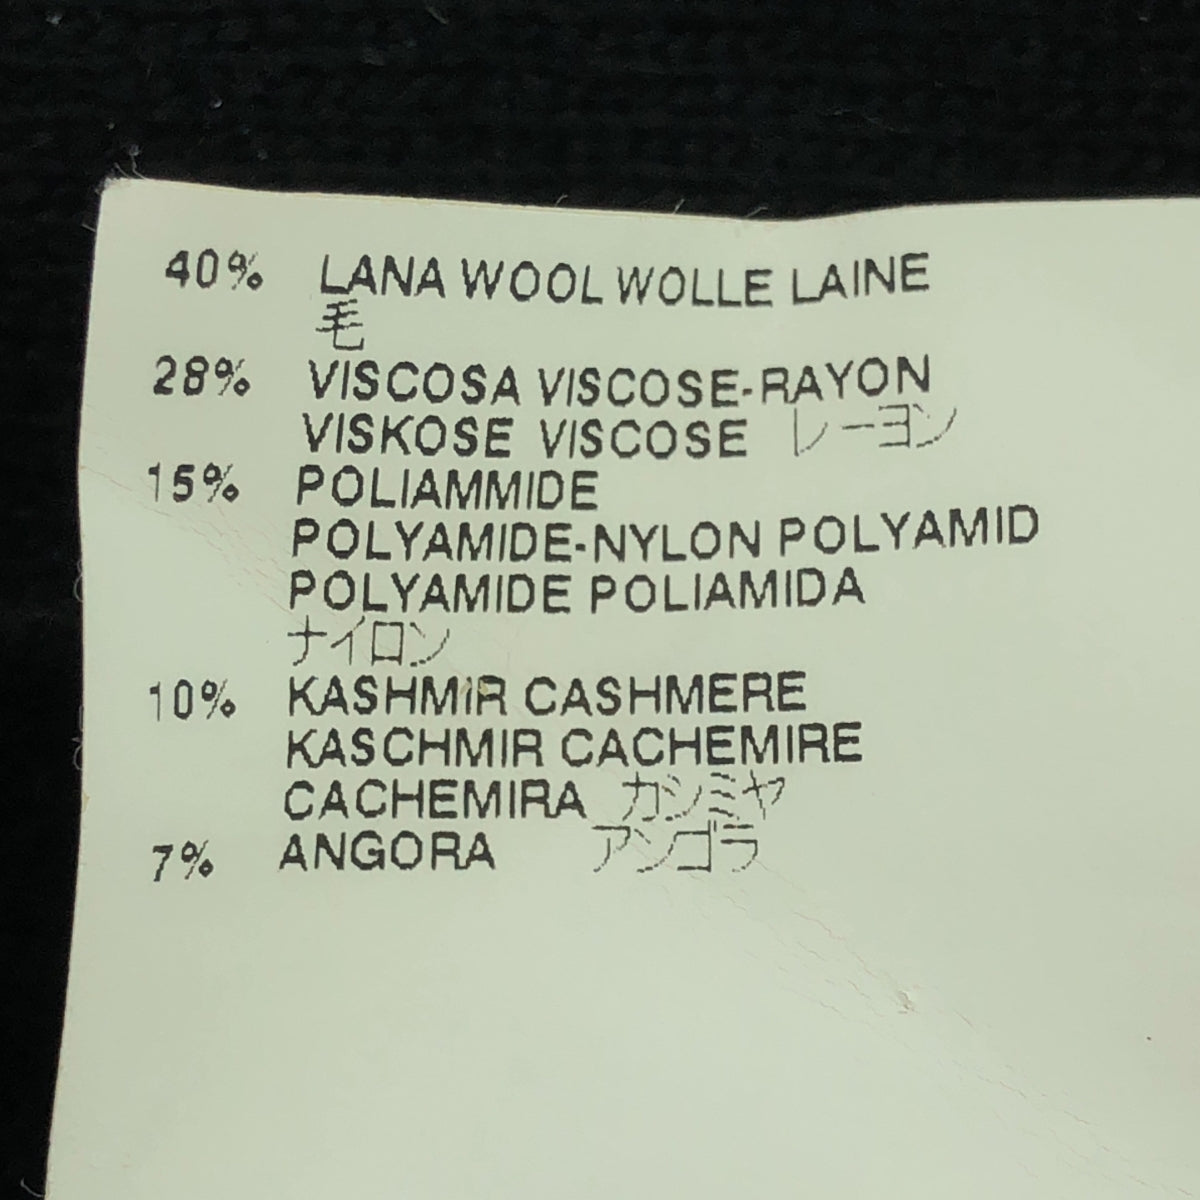 40% LANA WOOL WOLLE LAINE
毛
28% VISCOSA VISCOSE-RAYON
VISKOSE VISCOSE レーヨン
15% POLIAMMIDE
POLYAMIDE-NYLON POLYAMID
POLYAMIDE POLIAMIDA
ナイロン
10% KASHMIR CASHMERE
KASCHMIR CACHEMIRE
CACHEMIRA カシミヤ
7% ANGORA アンゴラ